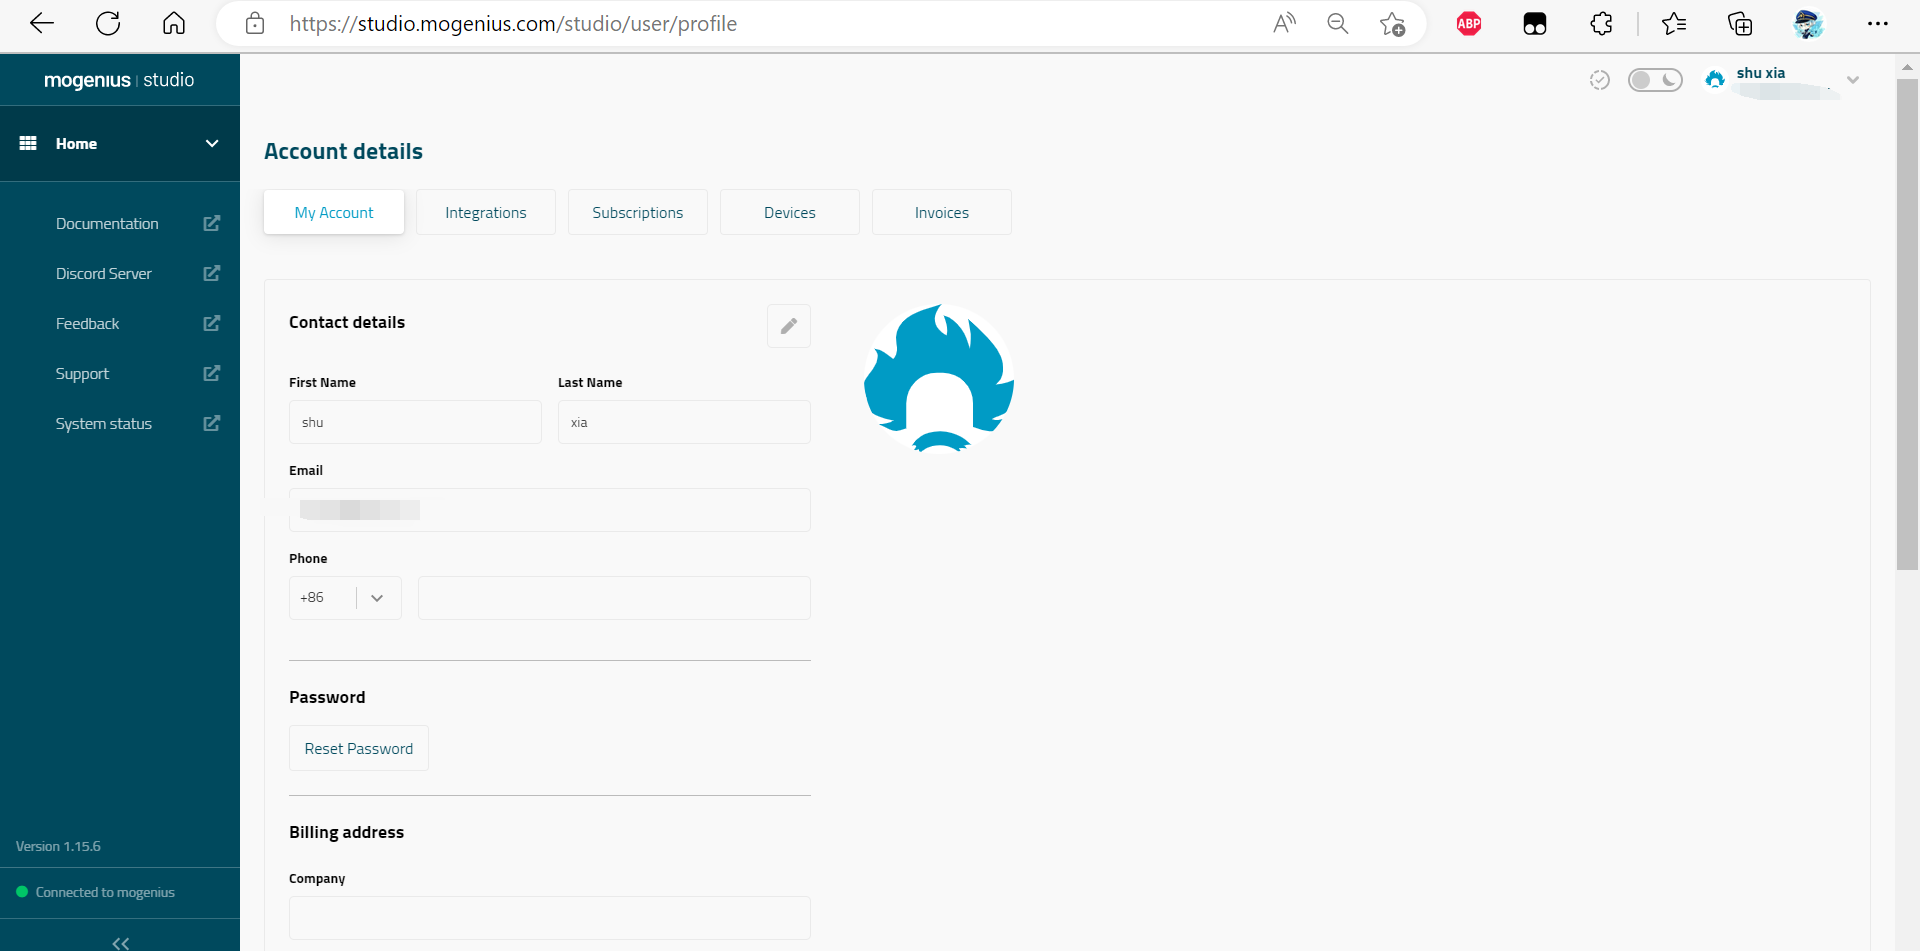 https://studio.mogenius.com/studio/user/profile
ABP
mogenius | studio
shu xia
Home
Account details
My Account
Integrations
Subscriptions
Devices
Invoices
Documentation
Discord Server
Feedback
Support
System status
Contact details
First Name
Last Name
shu
xia
Email
Phone
+86
Password
Reset Password
Billing address
Company
Version 1.15.6
Connected to mogenius